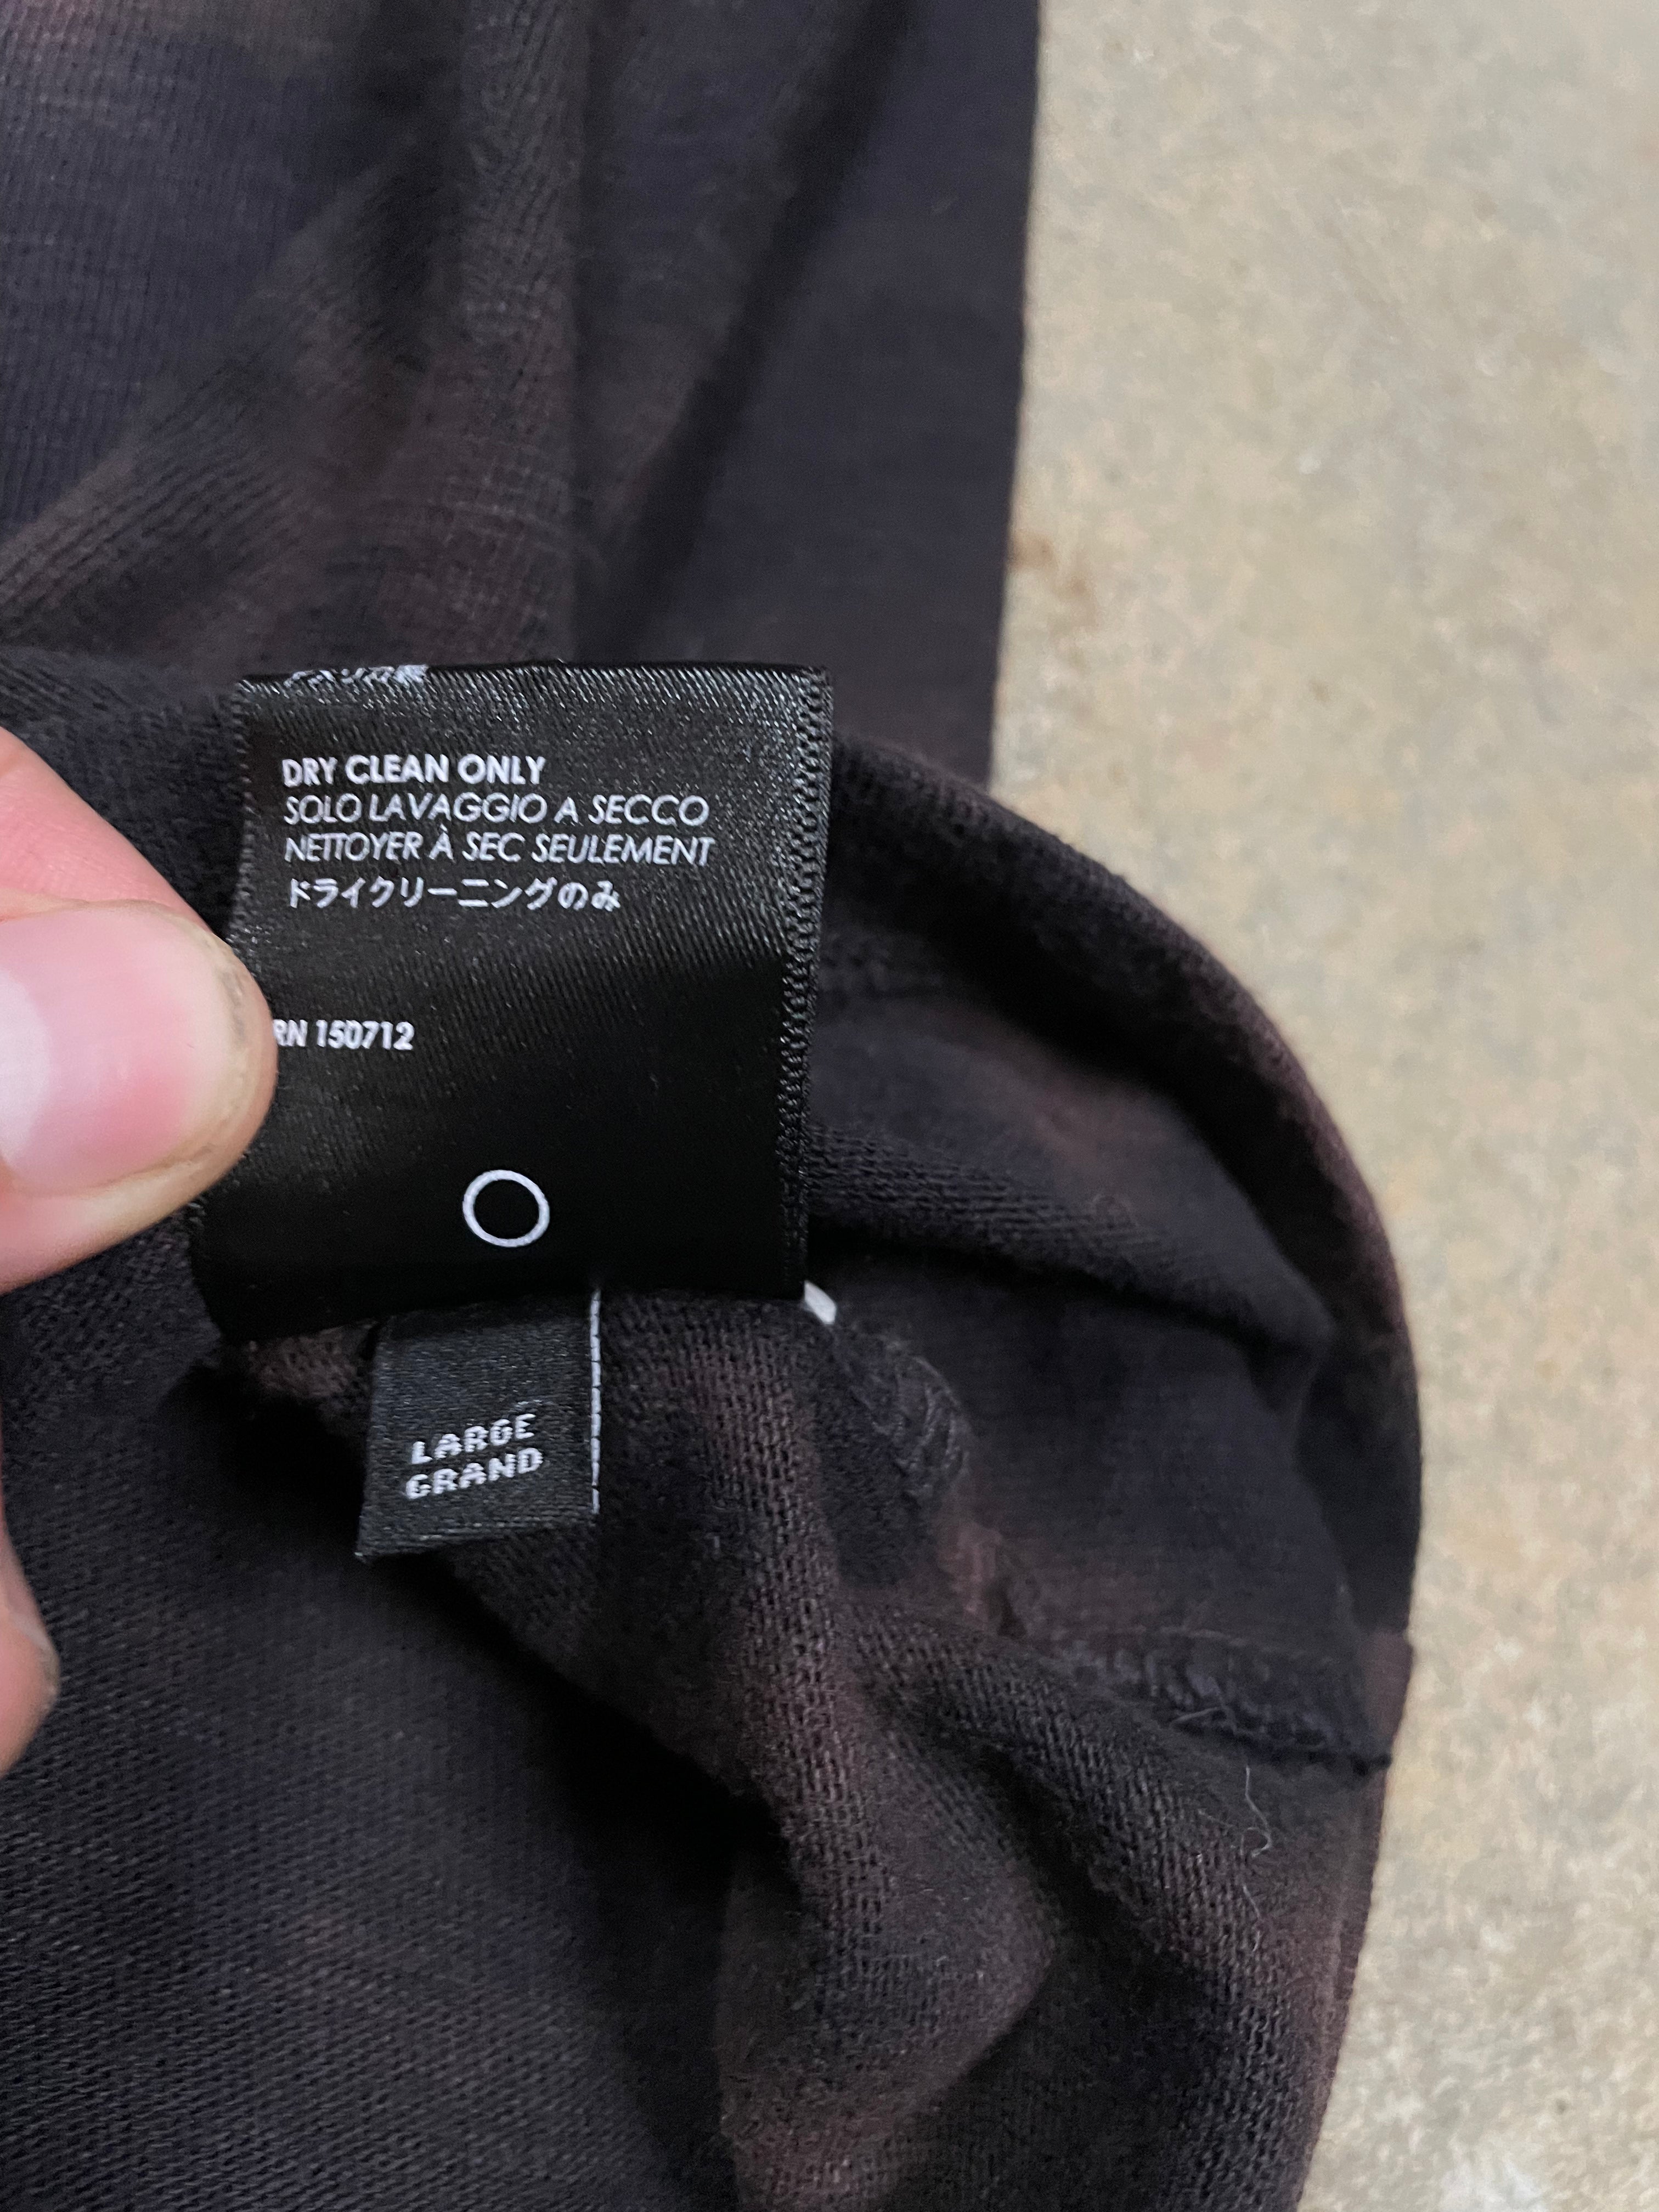 DRY CLEAN ONLY
SOLO LAVAGGIO A SECCO
NETTOYER À SEC SEULEMENT
ドライクリーニングのみ
RN 150712
LARGE
GRAND